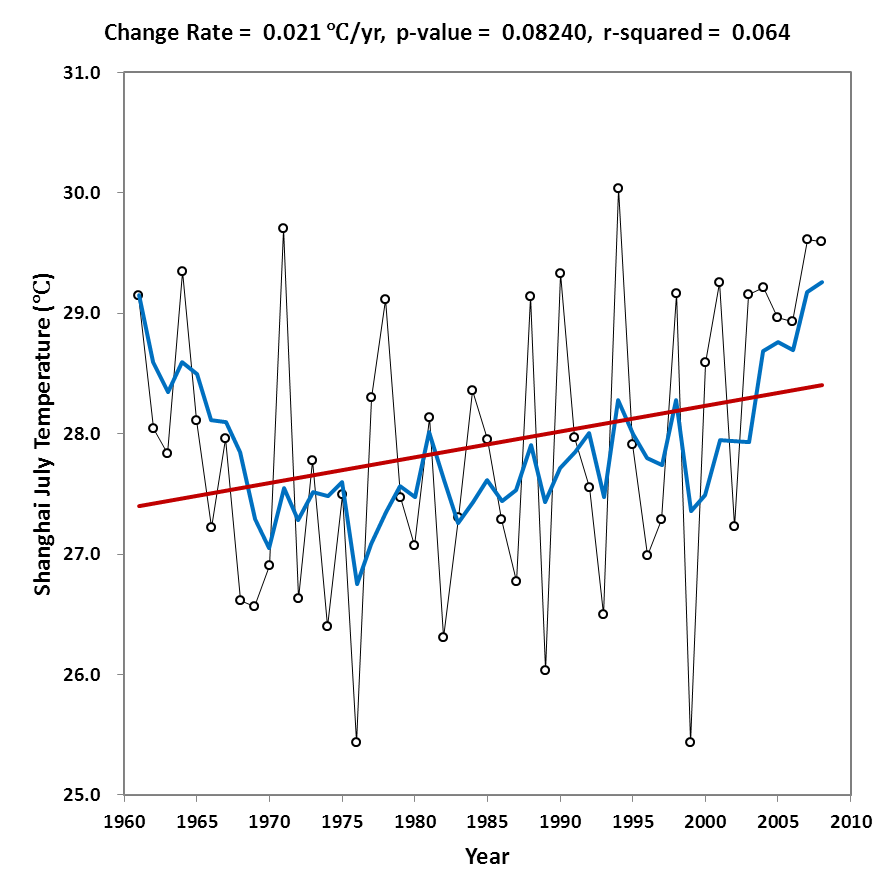 Change Rate = 0.021 ℃/yr, p-value = 0.08240, r-squared = 0.064
31.0
30.0
29.0
28.0
27.0
26.0
25.0
Shanghai July Temperature (℃)
1960 1965 1970 1975 1980 1985 1990 1995 2000 2005 2010
Year